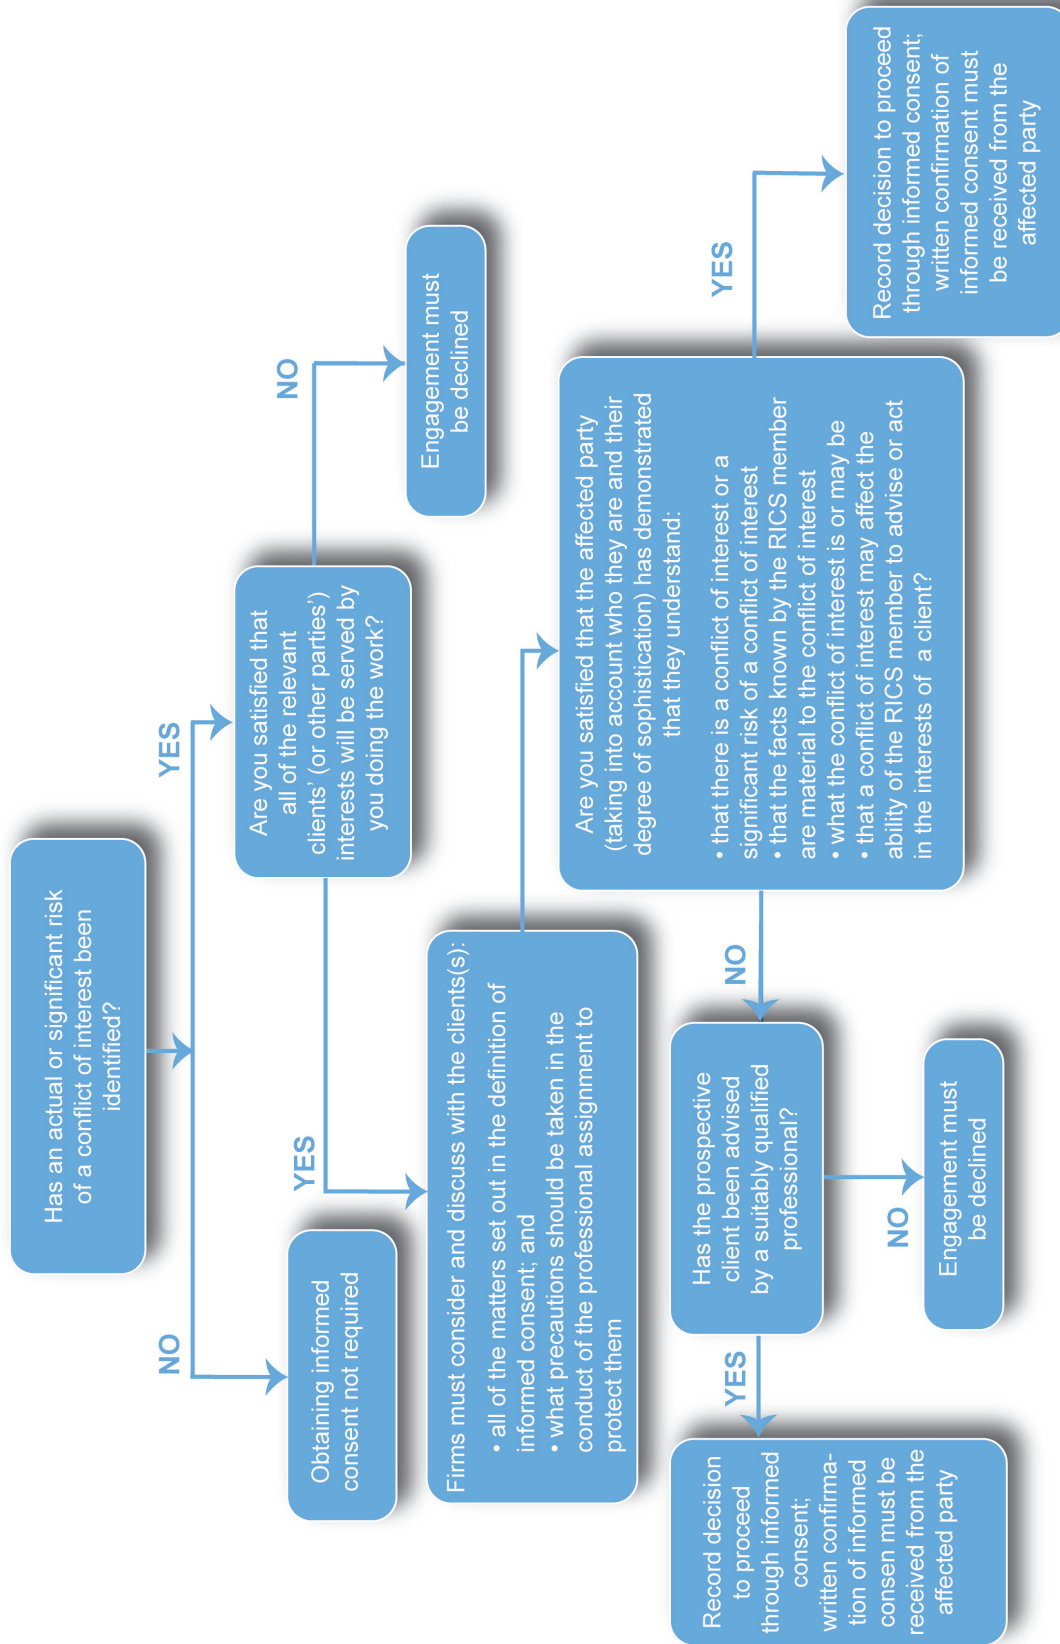 Has an actual or significant risk
of a conflict of interest been
identified?
NO
YES
Obtaining informed
consent not required
Are you satisfied that
all of the relevant
clients' (or other parties')
interests will be served by
you doing the work?
YES
NO
Engagement must
be declined
Firms must consider and discuss with the clients(s):
• all of the matters set out in the definition of
informed consent; and
• what precautions should be taken in the
conduct of the professional assignment to
protect them
Are you satisfied that the affected party
(taking into account who they are and their
degree of sophistication) has demonstrated
that they understand:
• that there is a conflict of interest or a
significant risk of a conflict of interest
• that the facts known by the RICS member
are material to the conflict of interest
• what the conflict of interest is or may be
• that a conflict of interest may affect the
ability of the RICS member to advise or act
in the interests of a client?
NO
YES
Has the prospective
client been advised
by a suitably qualified
professional?
Record decision to proceed
through informed consent;
written confirmation of
informed consent must
be received from the
affected party
YES
NO
Record decision
to proceed
through informed
consent;
written confirma-
tion of informed
consen must be
received from the
affected party
Engagement must
be declined